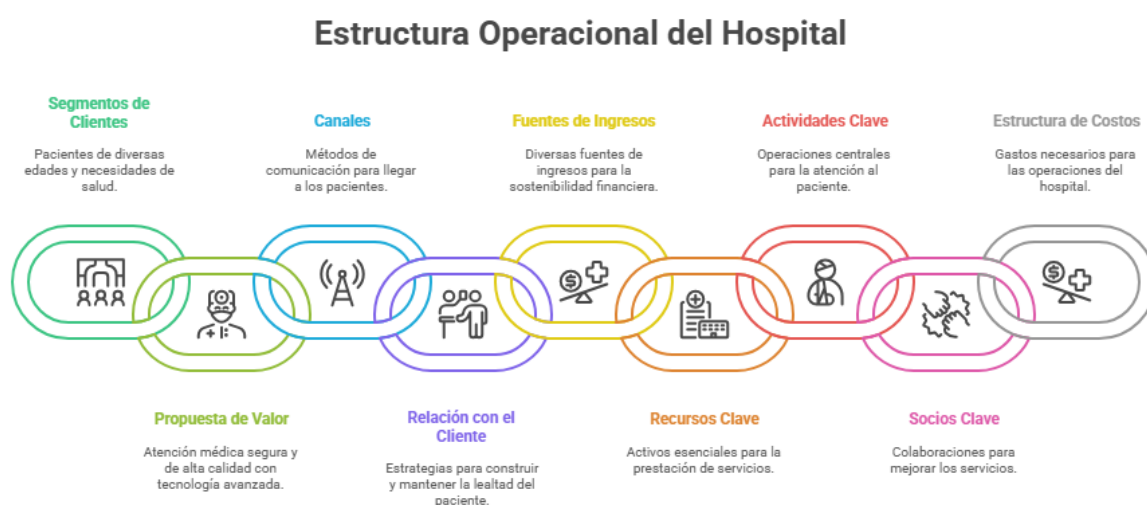 Estructura Operacional del Hospital
Segmentos de
Clientes
Pacientes de diversas
edades y necesidades de
salud.
Canales
Métodos de
comunicación para llegar
a los pacientes.
Fuentes de Ingresos
Diversas fuentes de
ingresos para la
sostenibilidad financiera.
Actividades Clave
Operaciones centrales
para la atención al
paciente.
Estructura de Costos
Gastos necesarios para
las operaciones del
hospital.
Propuesta de Valor
Atención médica segura y
de alta calidad con
tecnología avanzada.
Relación con el
Cliente
Estrategias para construir
y mantener la lealtad del
paciente.
Recursos Clave
Activos esenciales para la
prestación de servicios.
Socios Clave
Colaboraciones para
mejorar los servicios.